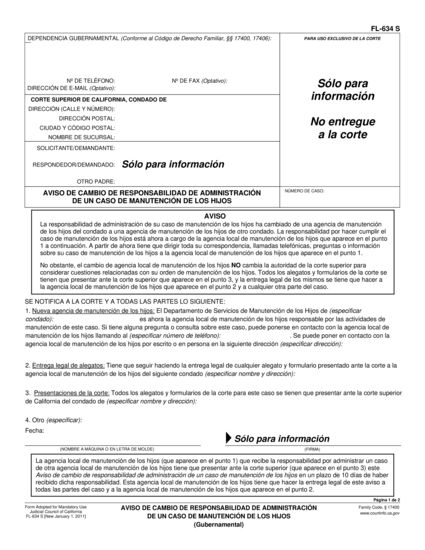 FL-634 S
DEPENDENCIA GUBERNAMENTAL (Conforme al Código de Derecho Familiar, §§ 17400, 17406):
PARA USO EXCLUSIVO DE LA CORTE
Nº DE TELÉFONO: Nº DE FAX (Optativo):
DIRECCIÓN DE E-MAIL (Optativo):
CORTE SUPERIOR DE CALIFORNIA, CONDADO DE
DIRECCIÓN (CALLE Y NÚMERO):
DIRECCIÓN POSTAL:
CIUDAD Y CÓDIGO POSTAL:
NOMBRE DE SUCURSAL:
Sólo para
información
No entregue
a la corte
SOLICITANTE/DEMANDANTE:
RESPONDEDOR/DEMANDADO: Sólo para información
OTRO PADRE:
AVISO DE CAMBIO DE RESPONSABILIDAD DE ADMINISTRACIÓN
DE UN CASO DE MANUTENCIÓN DE LOS HIJOS
NÚMERO DE CASO:
AVISO
La responsabilidad de administración de su caso de manutención de los hijos ha cambiado de una agencia de manutención
de los hijos del condado a una agencia de manutención de los hijos de otro condado. La responsabilidad por hacer cumplir el
caso de manutención de los hijos está ahora a cargo de la agencia local de manutención de los hijos que aparece en el punto
1 a continuación. A partir de ahora tiene que dirigir toda su correspondencia, llamadas telefónicas, preguntas o información
sobre su caso de manutención de los hijos a la agencia local de manutención de los hijos que aparece en el punto 1.
No obstante, el cambio de agencia local de manutención de los hijos NO cambia la autoridad de la corte superior para
considerar cuestiones relacionadas con su orden de manutención de los hijos. Todos los alegatos y formularios de la corte se
tienen que presentar ante la corte superior que aparece en el punto 3, y la entrega legal de los mismos se tiene que hacer a
la agencia local de manutención de los hijos que aparece en el punto 2 y a cualquier otra parte del caso.
SE NOTIFICA A LA CORTE Y A TODAS LAS PARTES LO SIGUIENTE:
1. Nueva agencia de manutención de los hijos: El Departamento de Servicios de Manutención de los Hijos de (especificar
condado): es ahora la agencia local de manutención de los hijos responsable por las actividades de
manutención de este caso. Si tiene alguna pregunta o consulta sobre este caso, puede ponerse en contacto con la agencia local de
manutención de los hijos llamando al (especificar número de teléfono): . Se puede poner en contacto con la
agencia local de manutención de los hijos por escrito o en persona en la siguiente dirección (especificar dirección):
2. Entrega legal de alegatos: Tiene que seguir haciendo la entrega legal de cualquier alegato y formulario presentado ante la corte a la
agencia local de manutención de los hijos del siguiente condado (especificar nombre y dirección):
3. Presentaciones de la corte: Todos los alegatos y formularios de la corte para este caso se tienen que presentar ante la corte superior
de California del condado de (especificar nombre y dirección):
4. Otro (especificar):
Fecha:
Sólo para información
(NOMBRE A MÁQUINA O EN LETRA DE MOLDE) (FIRMA)
La agencia local de manutención de los hijos (que aparece en el punto 1) que recibe la responsabilidad por administrar un caso
de otra agencia local de manutención de los hijos tiene que presentar ante la corte superior (que aparece en el punto 3) este
Aviso de cambio de responsabilidad de administración de un caso de manutención de los hijos en un plazo de 10 días de haber
recibido dicha responsabilidad. Esta agencia local de manutención de los hijos tiene que hacer la entrega legal de este aviso a
todas las partes del caso y a la agencia local de manutención de los hijos que aparece en el punto 2.
Página 1 de 2
Form Adopted for Mandatory Use
Judicial Council of California
FL-634 S [New January 1, 2011]
AVISO DE CAMBIO DE RESPONSABILIDAD DE ADMINISTRACIÓN
DE UN CASO DE MANUTENCIÓN DE LOS HIJOS
(Gubernamental)
Family Code, § 17400
www.courtinfo.ca.gov